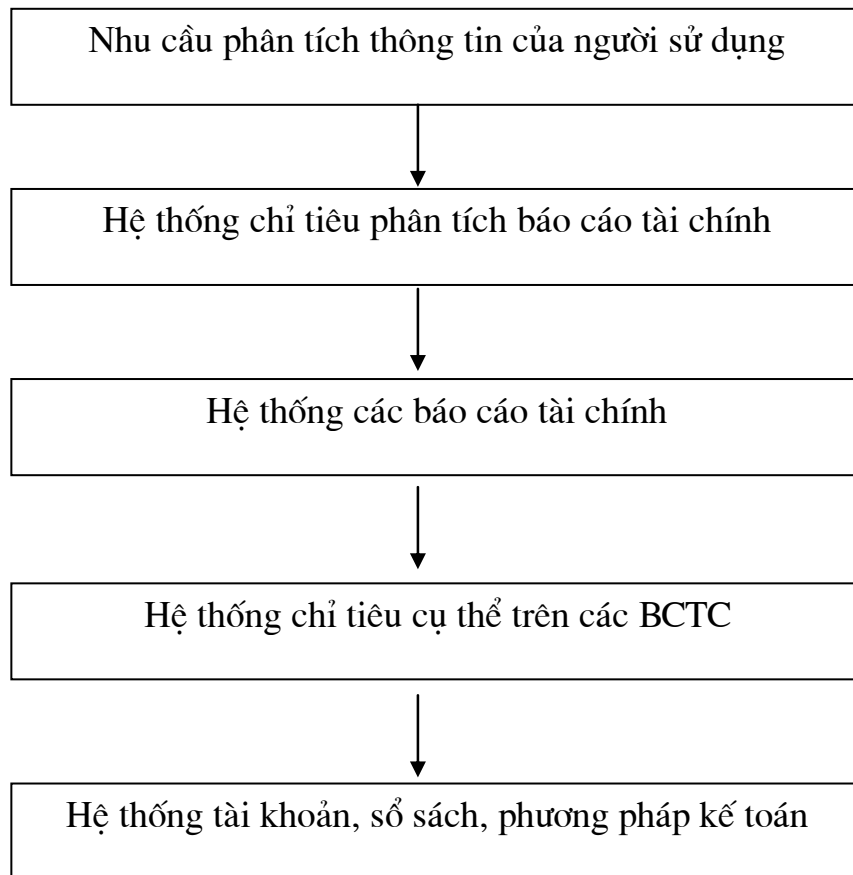 Nhu cầu phân tích thông tin của người sử dụng
Hệ thống chỉ tiêu phân tích báo cáo tài chính
Hệ thống các báo cáo tài chính
Hệ thống chỉ tiêu cụ thể trên các BCTC
Hệ thống tài khoản, sổ sách, phương pháp kế toán